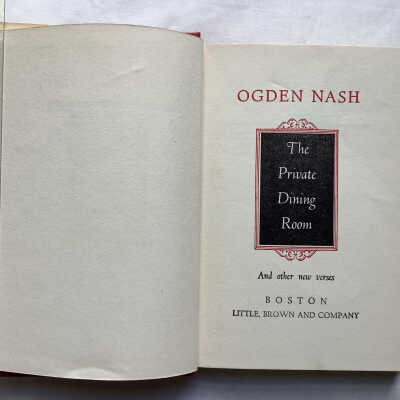 OGDEN NASH
The
Private
Dining
Room
And other new verses
BOSTON
LITTLE, BROWN AND COMPANY